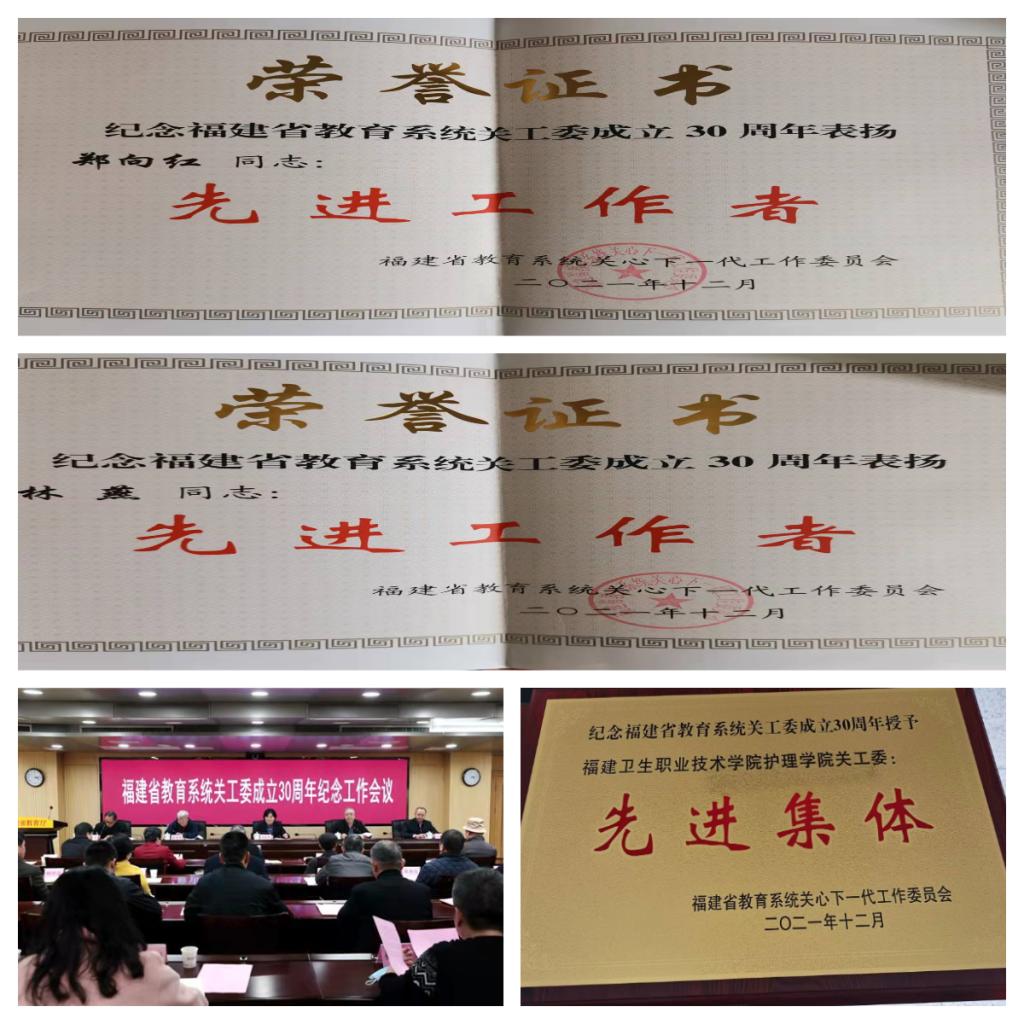 荣誉证书
纪念福建省教育系统关工委成立30周年表扬
郑向红 同志:
先进工作者
福建省教育系统关心下一代工作委员会
二〇二一年十二月
荣誉证书
纪念福建省教育系统关工委成立30周年表扬
林燕 同志:
先进工作者
福建省教育系统关心下一代工作委员会
二〇二一年十二月
福建省教育系统关工委成立30周年纪念工作会议
省教育厅
纪念福建省教育系统关工委成立30周年授予
福建卫生职业技术学院护理学院关工委:
先进集体
福建省教育系统关心下一代工作委员会
二〇二一年十二月